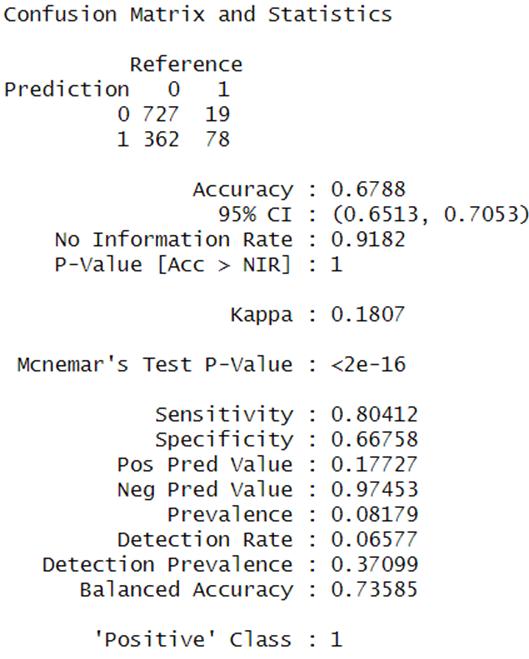 Confusion Matrix and Statistics
Reference
Prediction 0 1
0 727 19
1 362 78
Accuracy : 0.6788
95% CI : (0.6513, 0.7053)
No Information Rate : 0.9182
P-Value [Acc > NIR] : 1
Kappa : 0.1807
Mcnemar's Test P-Value : <2e-16
Sensitivity : 0.80412
Specificity : 0.66758
Pos Pred Value : 0.17727
Neg Pred Value : 0.97453
Prevalence : 0.08179
Detection Rate : 0.06577
Detection Prevalence : 0.37099
Balanced Accuracy : 0.73585
'Positive' Class : 1